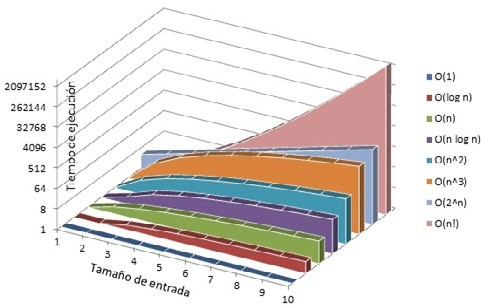 Tiempo de ejecución
2097152
262144
32768
4096
512
64
8
1
1
2
3
4
5
6
7
8
9
10
Tamaño de entrada
O(1)
O(log n)
O(n)
O(n log n)
O(n^2)
O(n^3)
O(2^n)
O(n!)